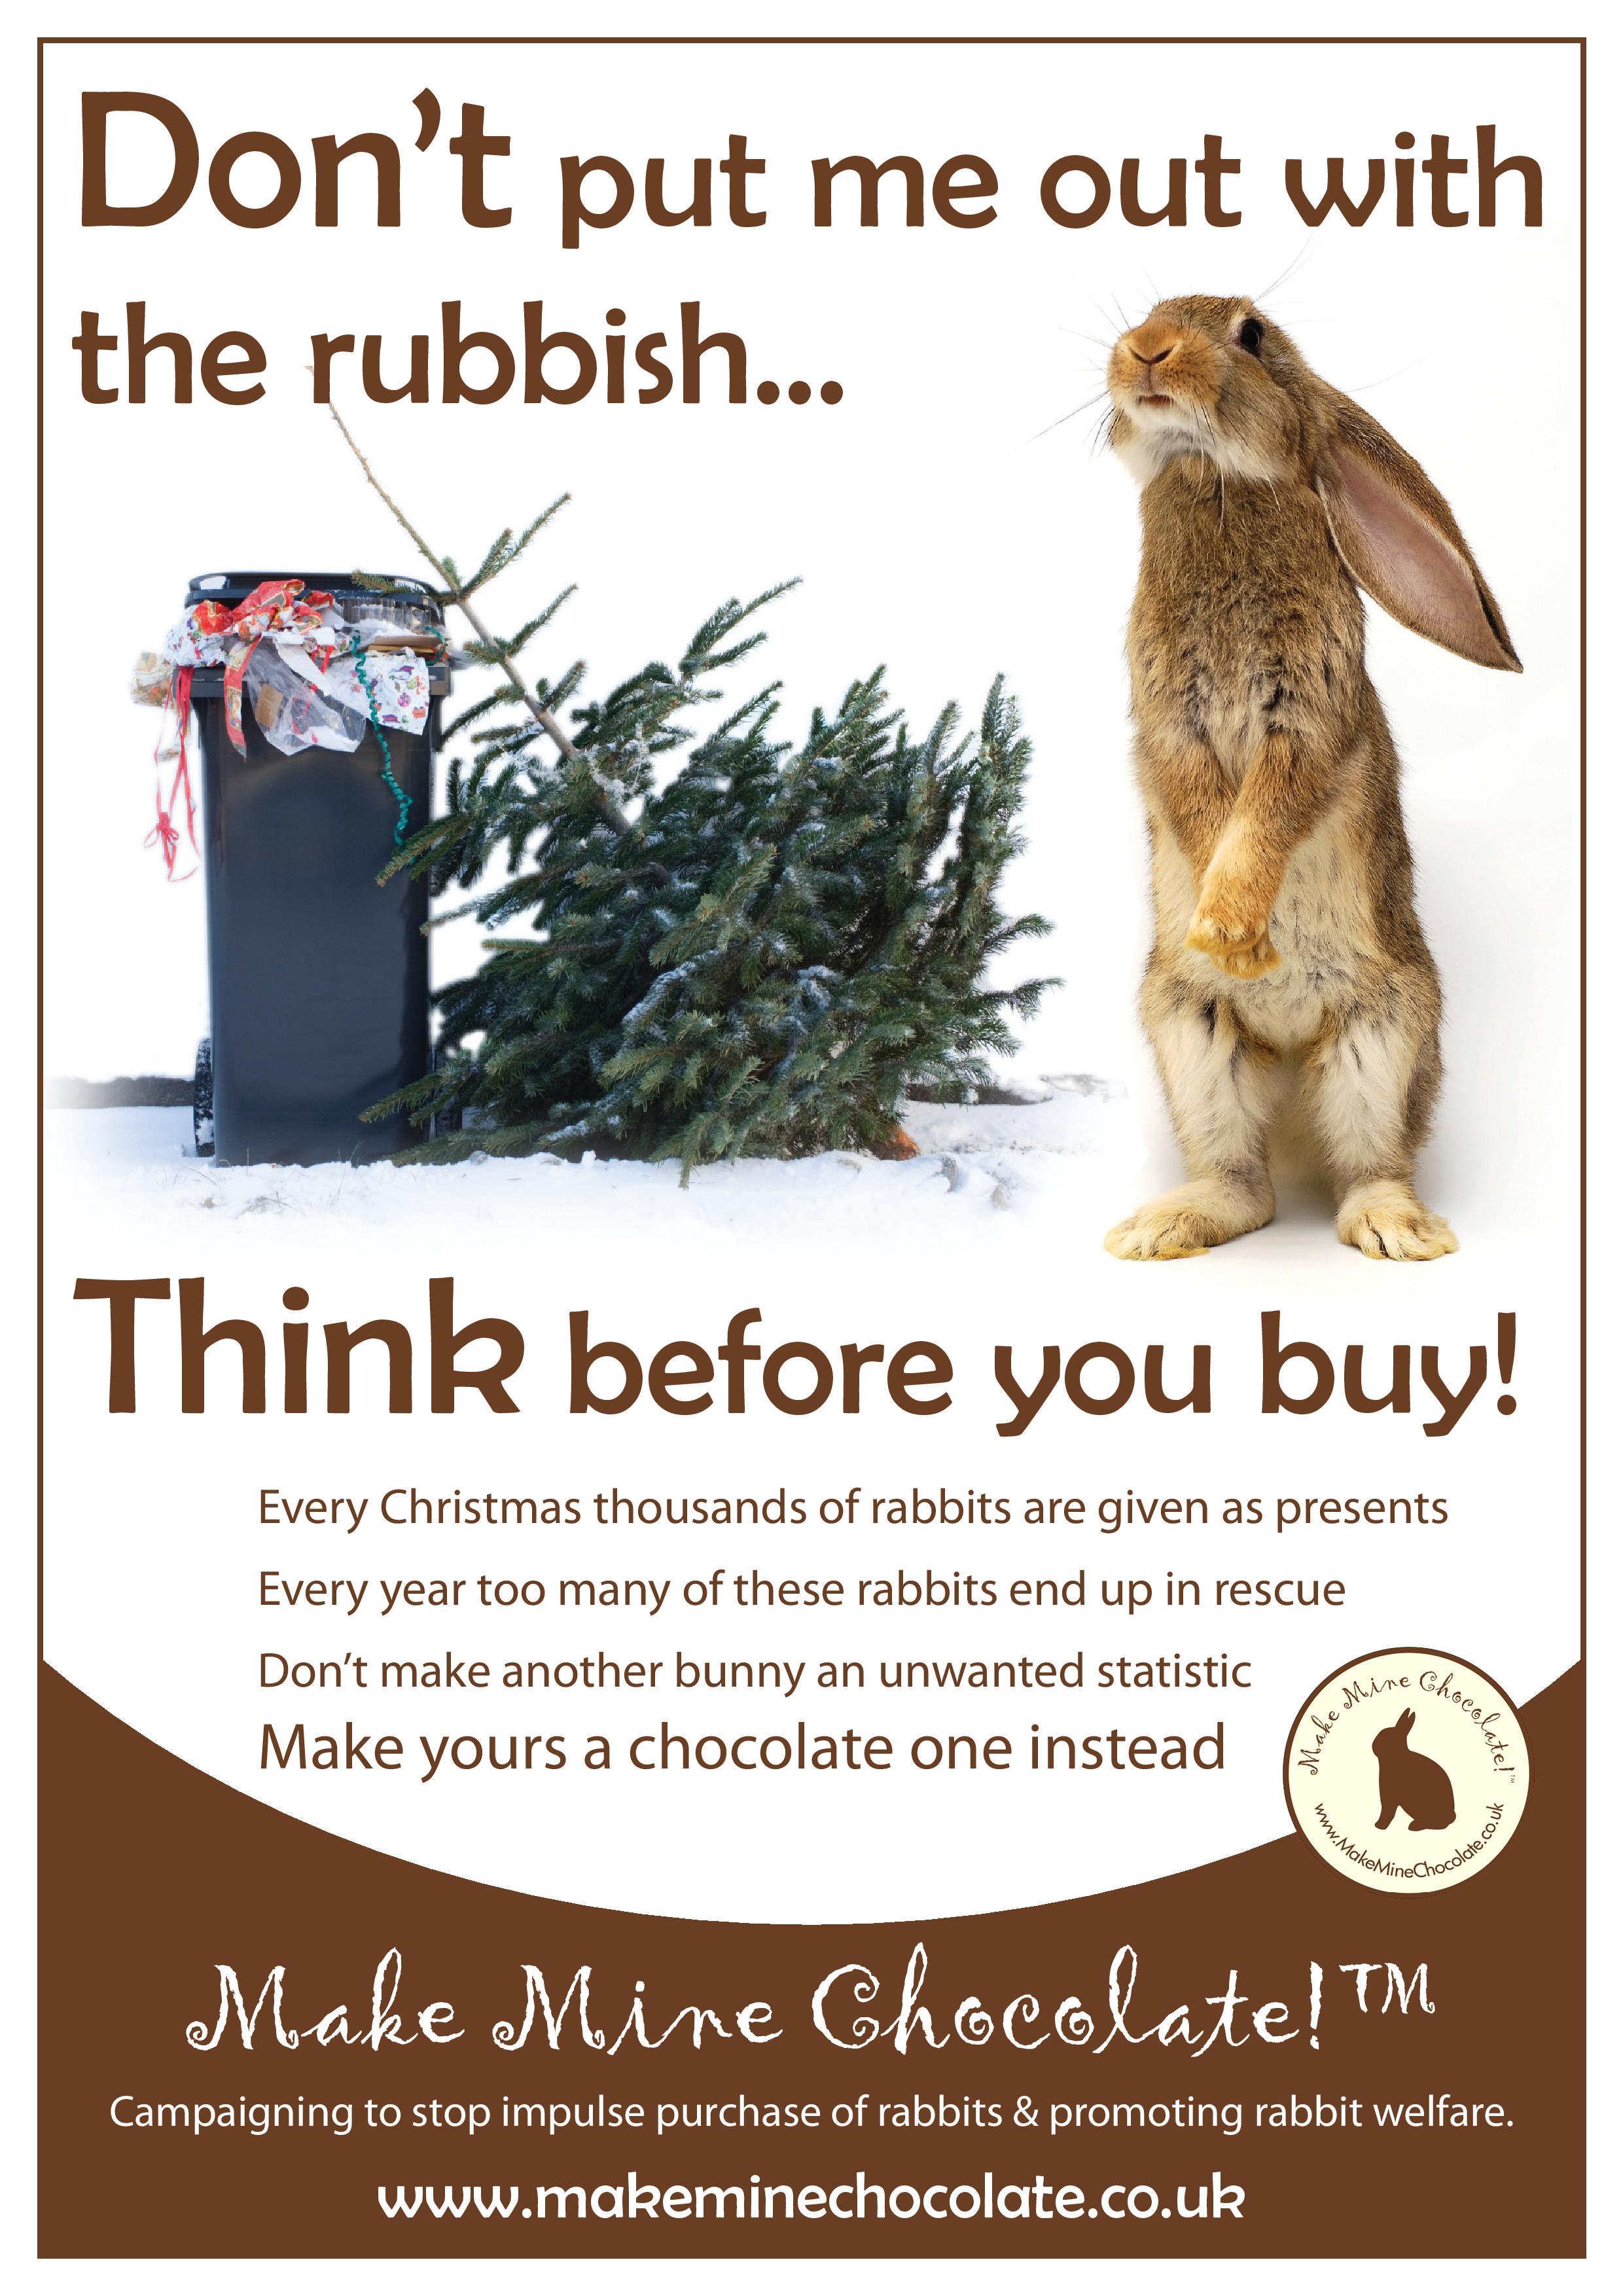 Don't put me out with
the rubbish...
Think before you buy!
Every Christmas thousands of rabbits are given as presents
Every year too many of these rabbits end up in rescue
Don't make another bunny an unwanted statistic
Make yours a chocolate one instead
Make Mine Chocolate!™
www.MakeMineChocolate.co.uk
Make Mine Chocolate!™
Campaigning to stop impulse purchase of rabbits & promoting rabbit welfare.
www.makeminechocolate.co.uk